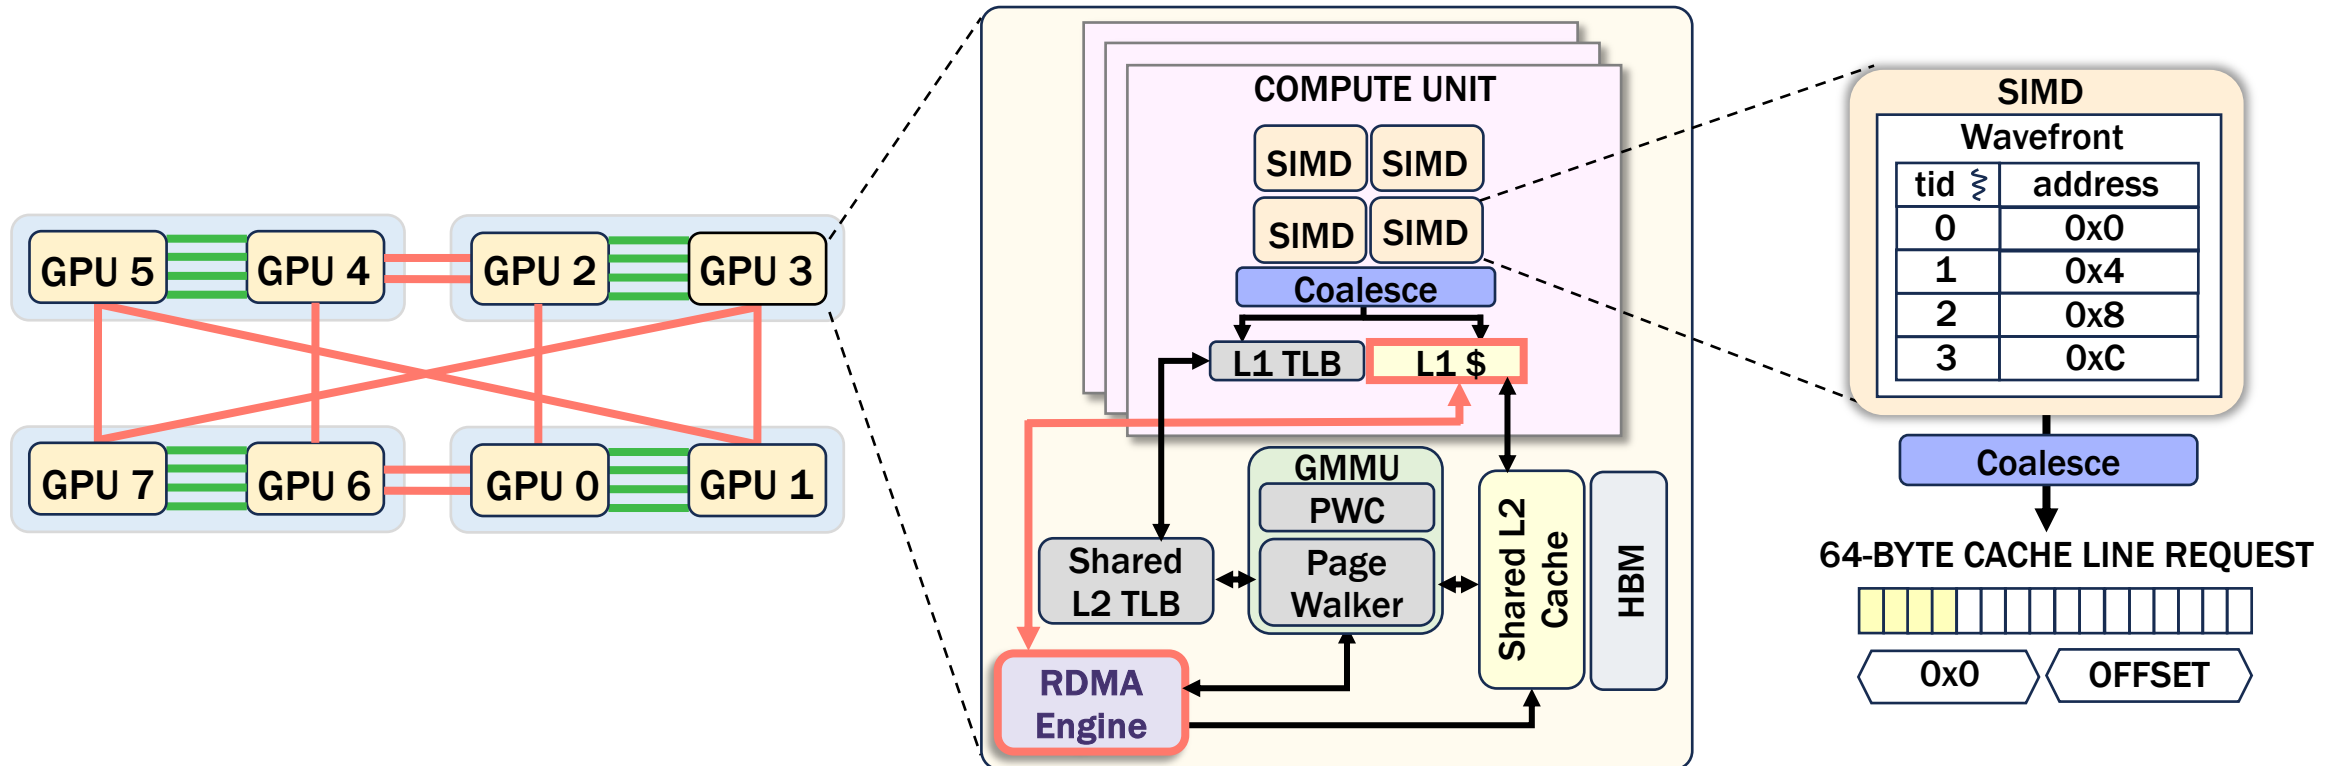 GPU 5
GPU 4
GPU 2
GPU 3
GPU 7
GPU 6
GPU 0
GPU 1
COMPUTE UNIT
SIMD
SIMD
SIMD
SIMD
Coalesce
L1 TLB
L1 $
GMMU
PWC
Page
Walker
Shared
L2 TLB
Shared L2
Cache
HBM
RDMA
Engine
SIMD
Wavefront
tid address
0 0x0
1 0x4
2 0x8
3 0xC
Coalesce
64-BYTE CACHE LINE REQUEST
0x0
OFFSET